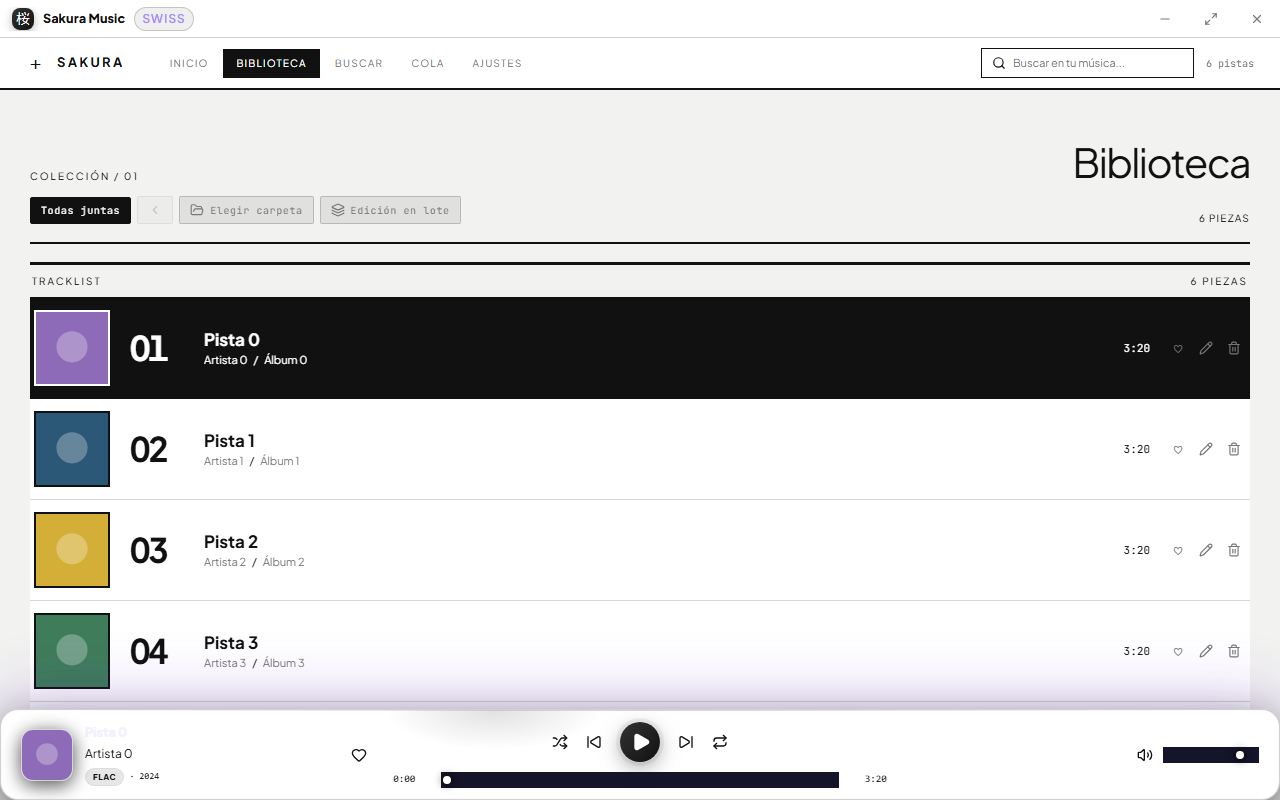 桜 Sakura Music SWISS
+ SAKURA INICIO BIBLIOTECA BUSCAR COLA AJUSTES Buscar en tu música... 6 pistas
Biblioteca
COLECCIÓN / 01
Todas juntas Elegir carpeta Edición en lote
6 PIEZAS
TRACKLIST 6 PIEZAS
01 Pista 0 3:20
Artista 0 / Álbum 0
02 Pista 1 3:20
Artista 1 / Álbum 1
03 Pista 2 3:20
Artista 2 / Álbum 2
04 Pista 3 3:20
Artista 3 / Álbum 3
Pista 0
Artista 0
FLAC · 2024
0:00 3:20